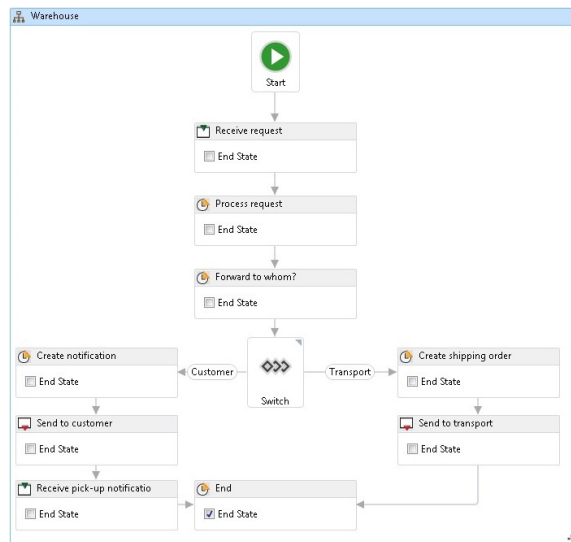 Warehouse
Start
Receive request
End State
Process request
End State
Forward to whom?
End State
Create notification
End State
Customer
Switch
Transport
Create shipping order
End State
Send to customer
End State
Send to transport
End State
Receive pick-up notificatio
End State
End
End State